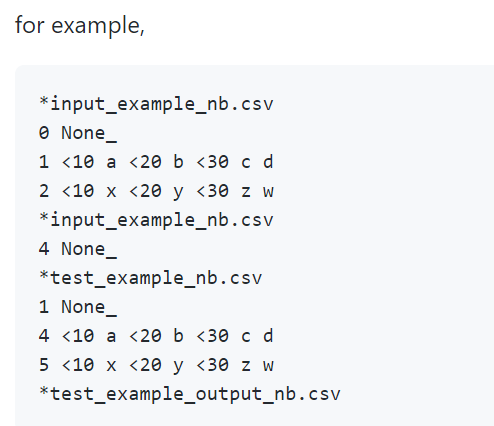 for example,
*input_example_nb.csv
0 None_
1 <10 a <20 b <30 c d
2 <10 x <20 y <30 z w
*input_example_nb.csv
4 None_
*test_example_nb.csv
1 None_
4 <10 a <20 b <30 c d
5 <10 x <20 y <30 z w
*test_example_output_nb.csv